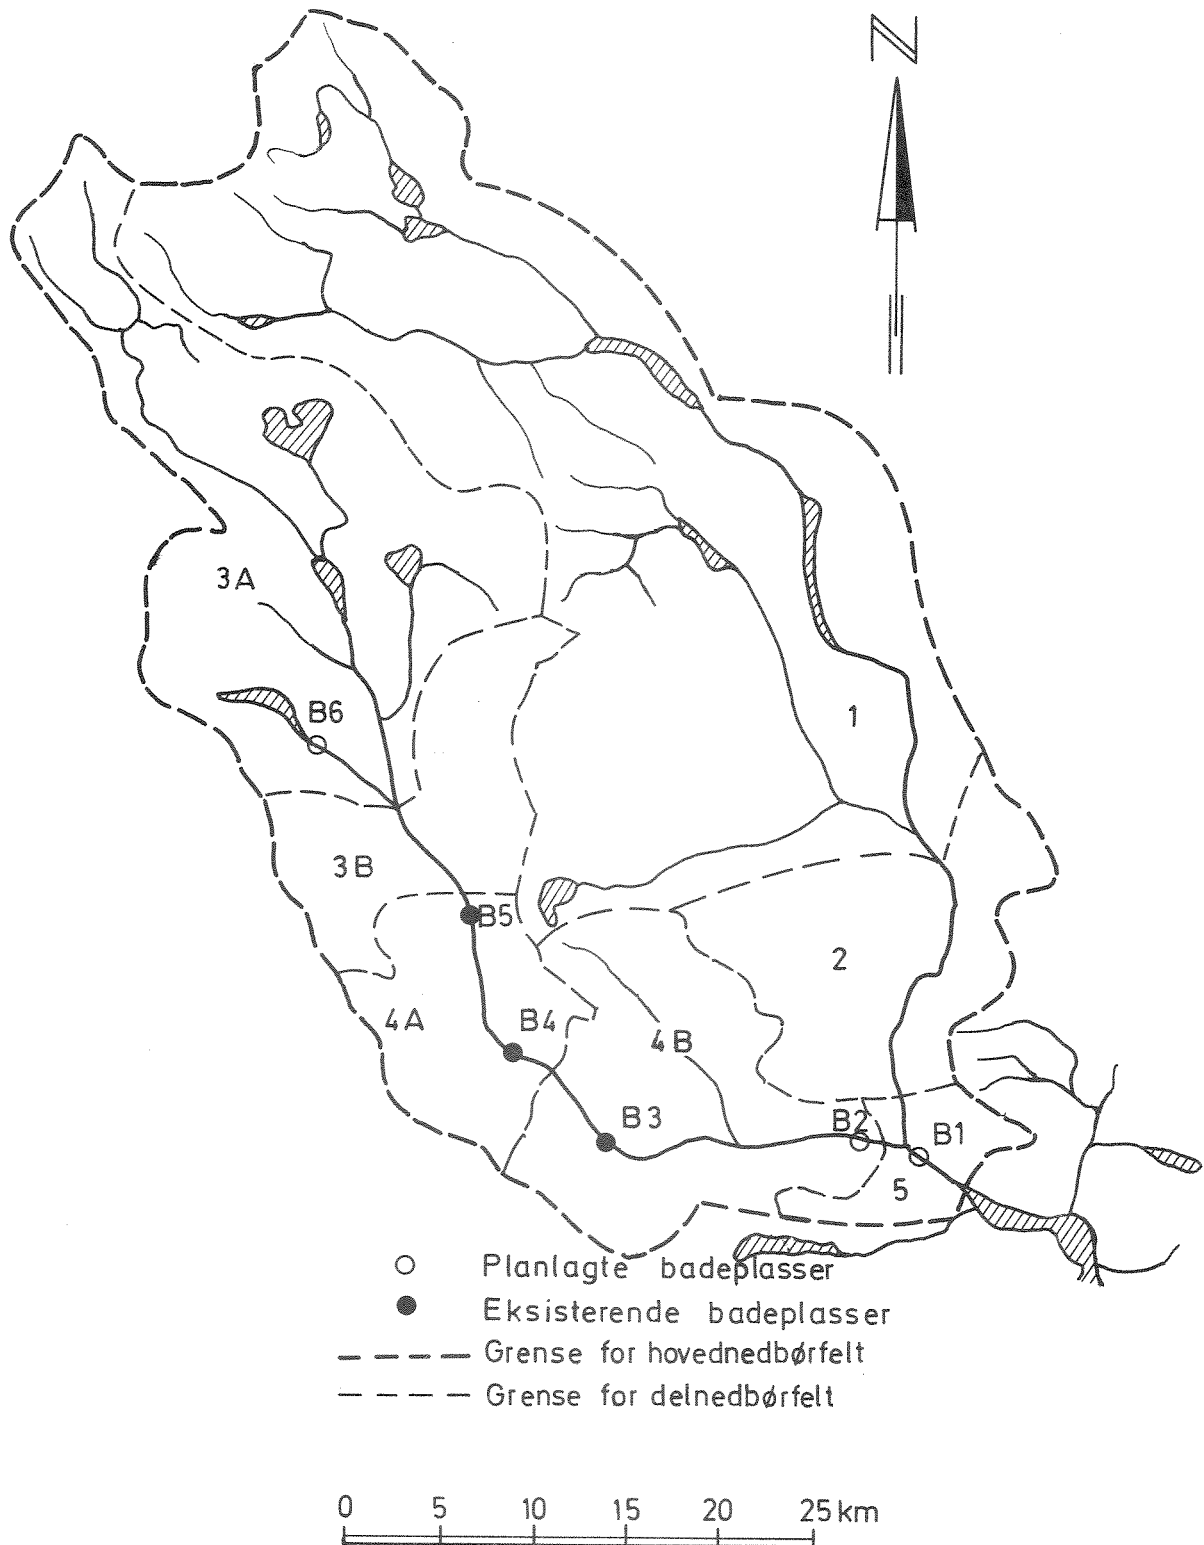 N
3A
B6
1
3B
B5
2
4A
B4
4B
B3
B2
B1
5
Planlagte badeplasser
Eksisterende badeplasser
Grense for hovednedbørfelt
Grense for delnedbørfelt
0 5 10 15 20 25 km